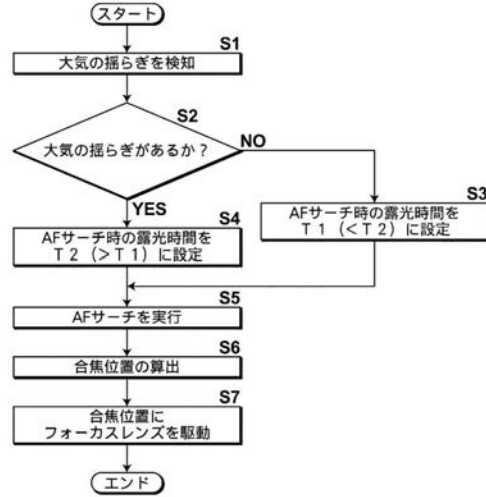 スタート
S1
大気の揺らぎを検知
S2
大気の揺らぎがあるか?
NO
YES
S3
AFサーチ時の露光時間を
T1(<T2)に設定
S4
AFサーチ時の露光時間を
T2(>T1)に設定
S5
AFサーチを実行
S6
合焦位置の算出
S7
合焦位置に
フォーカスレンズを駆動
エンド